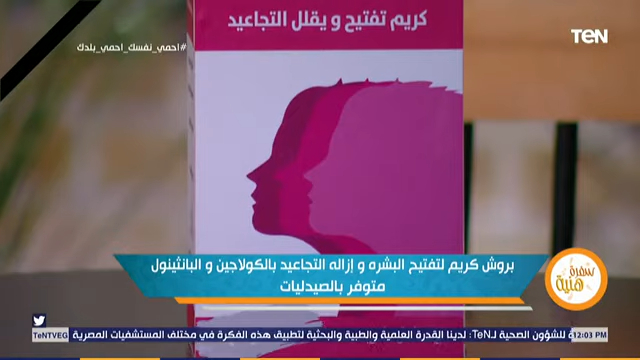 كريم تفتيح و يقلل التجاعيد
TEN
#احمي_نفسك_احمي_بلدك
بروش كريم لتفتيح البشره و إزاله التجاعيد بالكولاجين و البانثينول
متوفر بالصيدليات
سفرة
هنية
TeNTVEG
ة للشؤون الصحية لـTeN: لدينا القدرة العلمية والطبية والبحثية لتطبيق هذه الفكرة في مختلف المستشفيات المصرية
12:03 PM